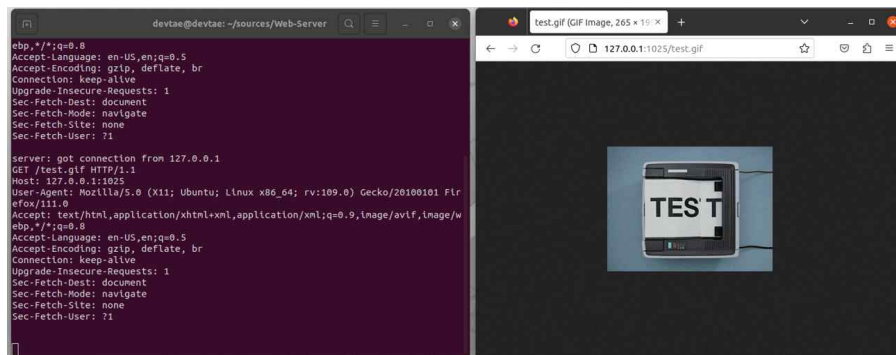 devtae@devtae: ~/sources/Web-Server
ebp,*/*;q=0.8
Accept-Language: en-US,en;q=0.5
Accept-Encoding: gzip, deflate, br
Connection: keep-alive
Upgrade-Insecure-Requests: 1
Sec-Fetch-Dest: document
Sec-Fetch-Mode: navigate
Sec-Fetch-Site: none
Sec-Fetch-User: ?1
server: got connection from 127.0.0.1
GET /test.gif HTTP/1.1
Host: 127.0.0.1:1025
User-Agent: Mozilla/5.0 (X11; Ubuntu; Linux x86_64; rv:109.0) Gecko/20100101 Fir
efox/111.0
Accept: text/html,application/xhtml+xml,application/xml;q=0.9,image/avif,image/w
ebp,*/*;q=0.8
Accept-Language: en-US,en;q=0.5
Accept-Encoding: gzip, deflate, br
Connection: keep-alive
Upgrade-Insecure-Requests: 1
Sec-Fetch-Dest: document
Sec-Fetch-Mode: navigate
Sec-Fetch-Site: none
Sec-Fetch-User: ?1
test.gif (GIF Image, 265 × 19
127.0.0.1:1025/test.gif
TEST